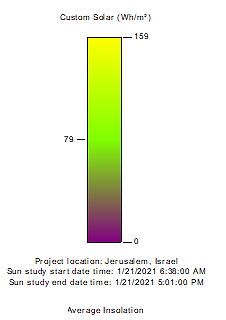 Custom Solar (Wh/m²)
159
79
0
Project location: Jerusalem, Israel
Sun study start date time: 1/21/2021 6:38:00 AM
Sun study end date time: 1/21/2021 5:01:00 PM
Average Insolation